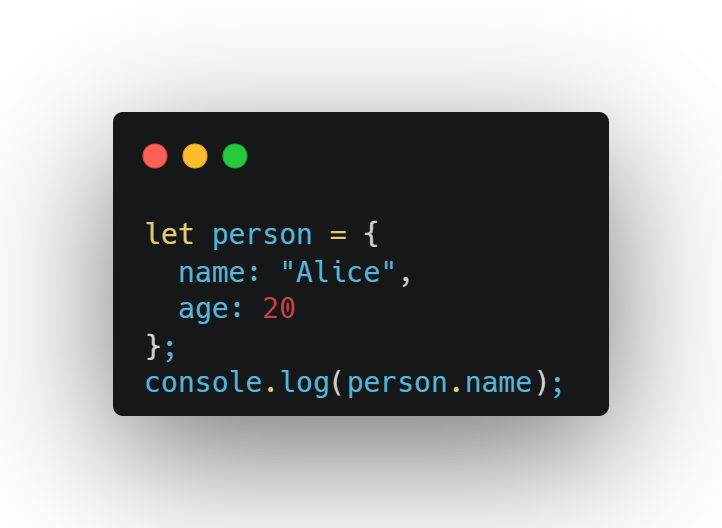 let person = {
  name: "Alice",
  age: 20
};
console.log(person.name);